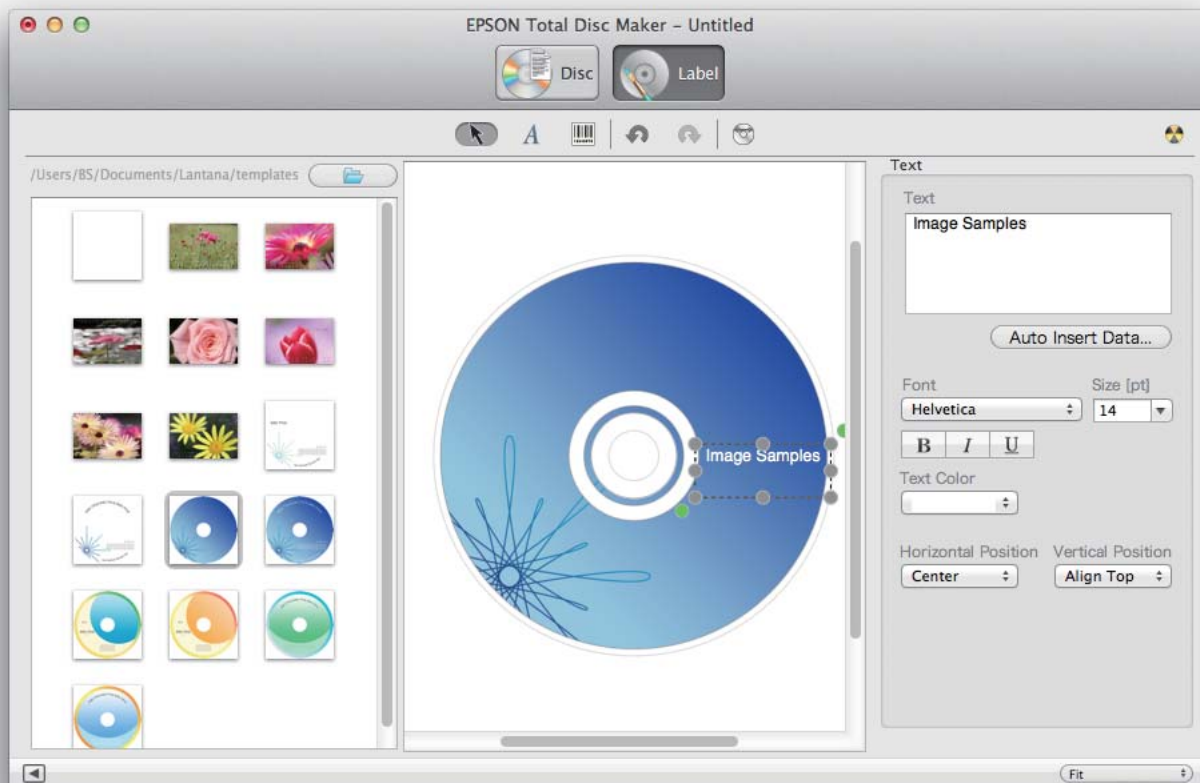 EPSON Total Disc Maker – Untitled
Disc
Label
A
/Users/BS/Documents/Lantana/templates
Text
Text
Image Samples
Auto Insert Data...
Font
Size [pt]
Helvetica
14
B I U
Text Color
Horizontal Position
Vertical Position
Center
Align Top
Image Samples
Fit